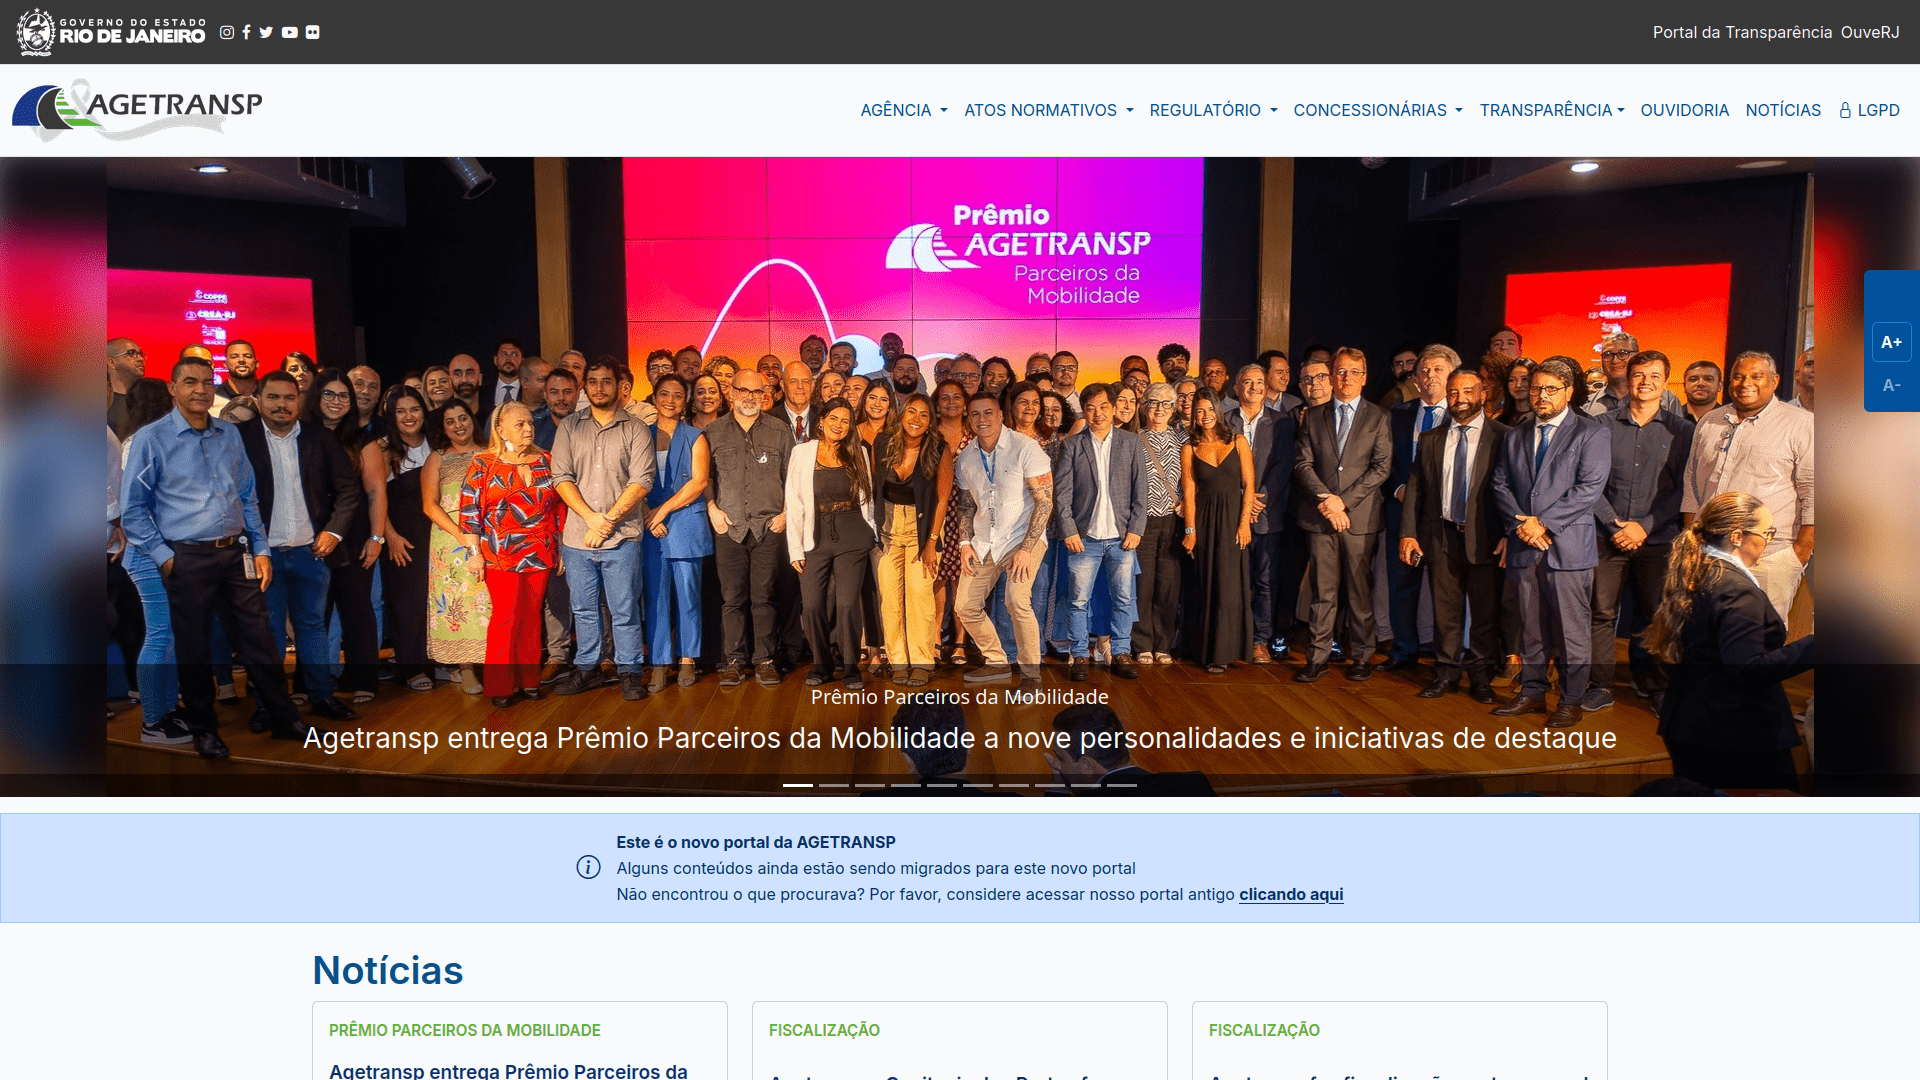 GOVERNO DO ESTADO
RIO DE JANEIRO
Portal da Transparência OuveRJ
AGETRANSP
AGÊNCIA
ATOS NORMATIVOS
REGULATÓRIO
CONCESSIONÁRIAS
TRANSPARÊNCIA
OUVIDORIA
NOTÍCIAS
LGPD
Prêmio
AGETRANSP
Parceiros da
Mobilidade
COPPE
CREA-RJ
A+
A-
Prêmio Parceiros da Mobilidade
Agetransp entrega Prêmio Parceiros da Mobilidade a nove personalidades e iniciativas de destaque
Este é o novo portal da AGETRANSP
Alguns conteúdos ainda estão sendo migrados para este novo portal
Não encontrou o que procurava? Por favor, considere acessar nosso portal antigo clicando aqui
Notícias
PRÊMIO PARCEIROS DA MOBILIDADE
Agetransp entrega Prêmio Parceiros da
FISCALIZAÇÃO
FISCALIZAÇÃO